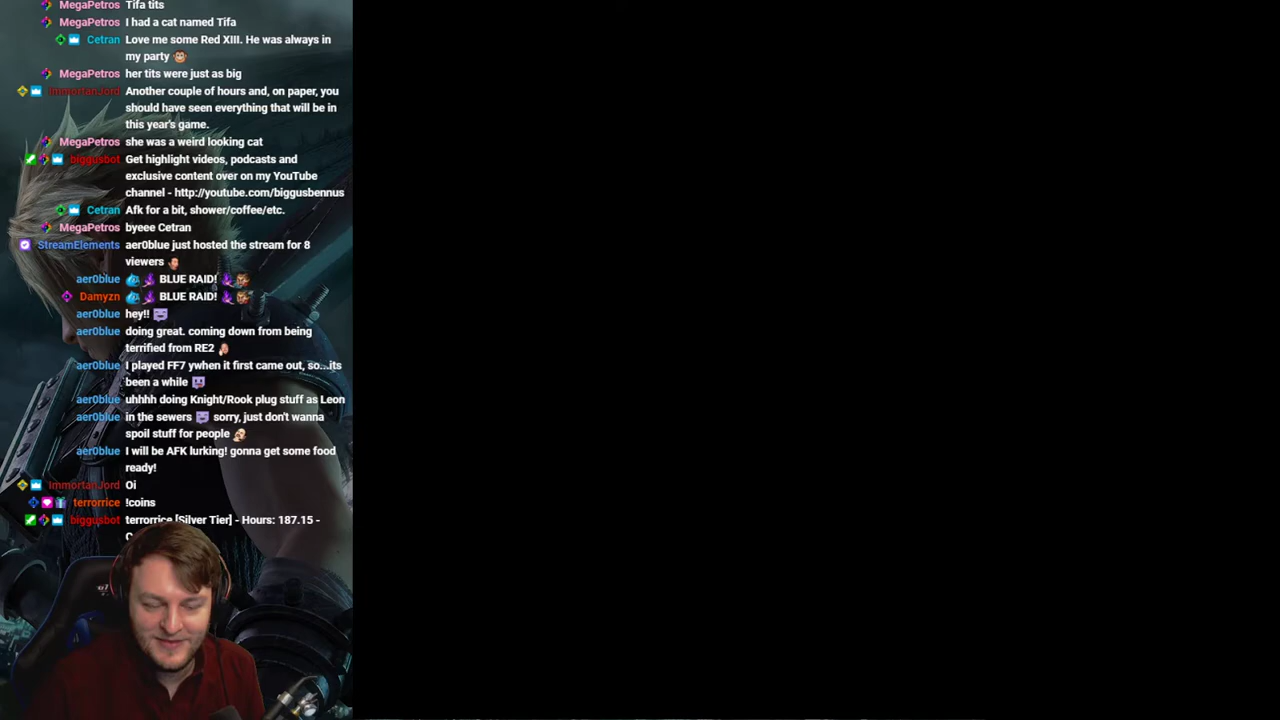 MegaPetros Tifa tits
MegaPetros I had a cat named Tifa
Cetran Love me some Red XIII. He was always in
my party
MegaPetros her tits were just as big
ImmortanJord Another couple of hours and, on paper, you
should have seen everything that will be in
this year's game.
MegaPetros she was a weird looking cat
biggusbot Get highlight videos, podcasts and
exclusive content over on my YouTube
channel - http://youtube.com/biggusbennus
Cetran Afk for a bit, shower/coffee/etc.
MegaPetros byeee Cetran
StreamElements aer0blue just hosted the stream for 8
viewers
aer0blue BLUE RAID!
Damyzn BLUE RAID!
aer0blue hey!!
aer0blue doing great. coming down from being
terrified from RE2
aer0blue I played FF7 ywhen it first came out, so...its
been a while
aer0blue uhhhh doing Knight/Rook plug stuff as Leon
aer0blue in the sewers sorry, just don't wanna
spoil stuff for people
aer0blue I will be AFK lurking! gonna get some food
ready!
ImmortanJord Oi
terrorrice !coins
biggusbot terrorrice [Silver Tier] - Hours: 187.15 -